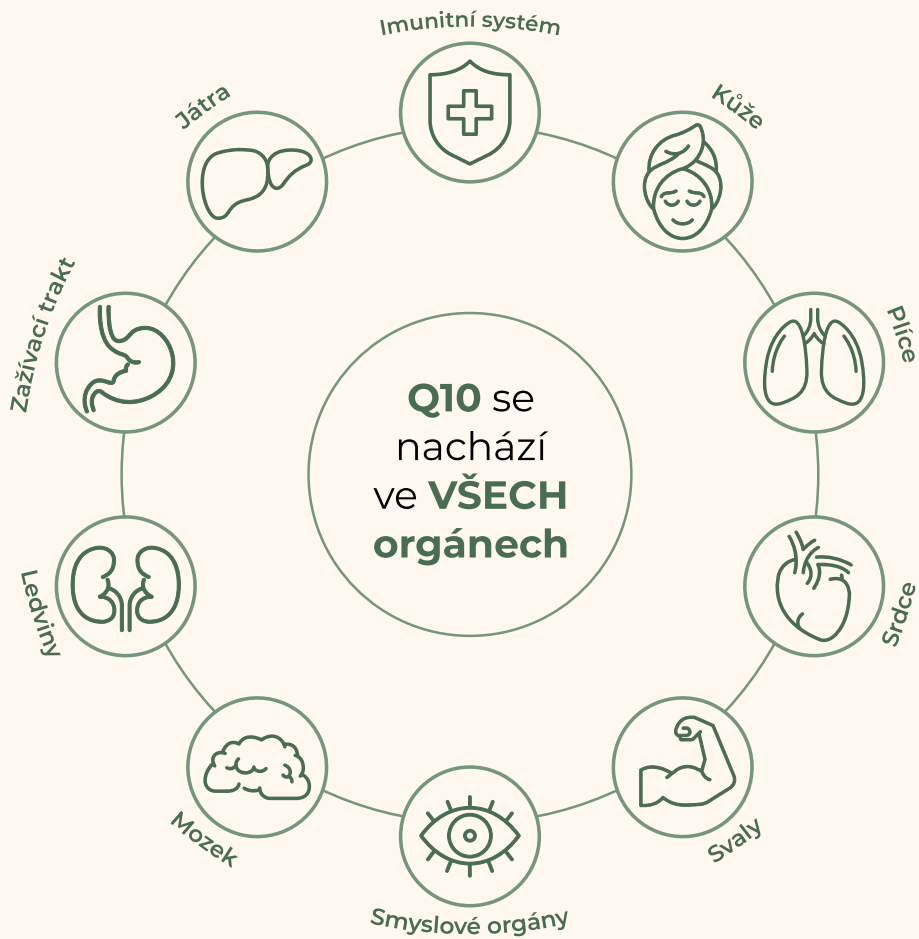 Imunitní systém
Kůže
Plíce
Srdce
Svaly
Smyslové orgány
Mozek
Ledviny
Zažívací trakt
Játra
Q10 se
nachází
ve VŠECH
orgánech